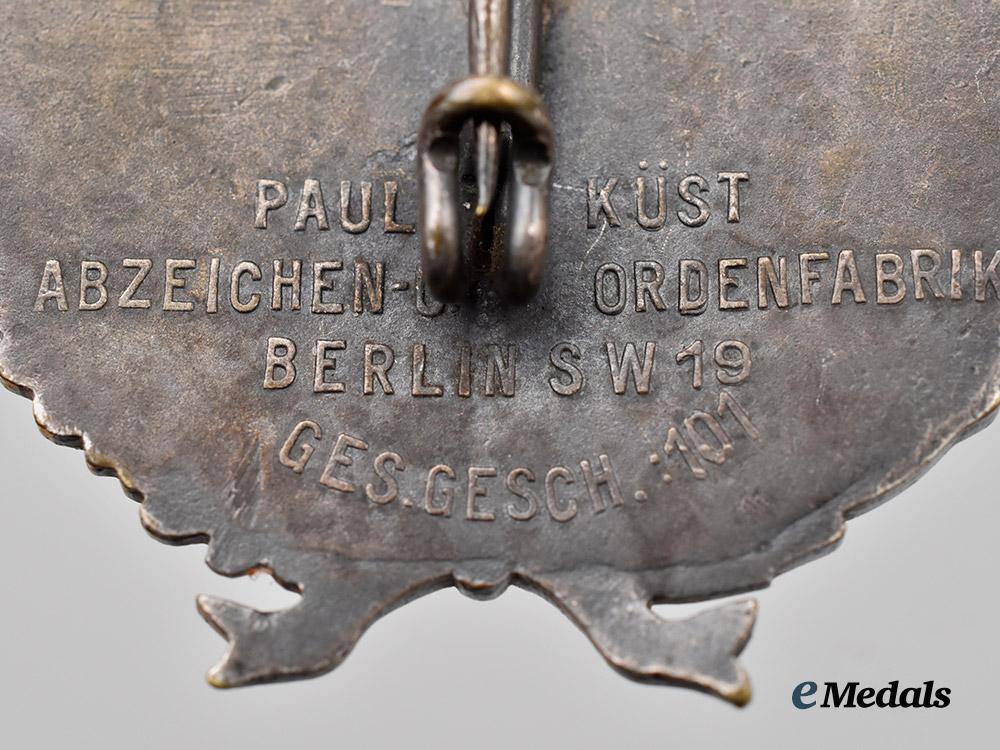 PAUL KÜST
ABZEICHEN-U. ORDENFABRIK
BERLIN SW 19
GES.GESCH.:101
eMedals